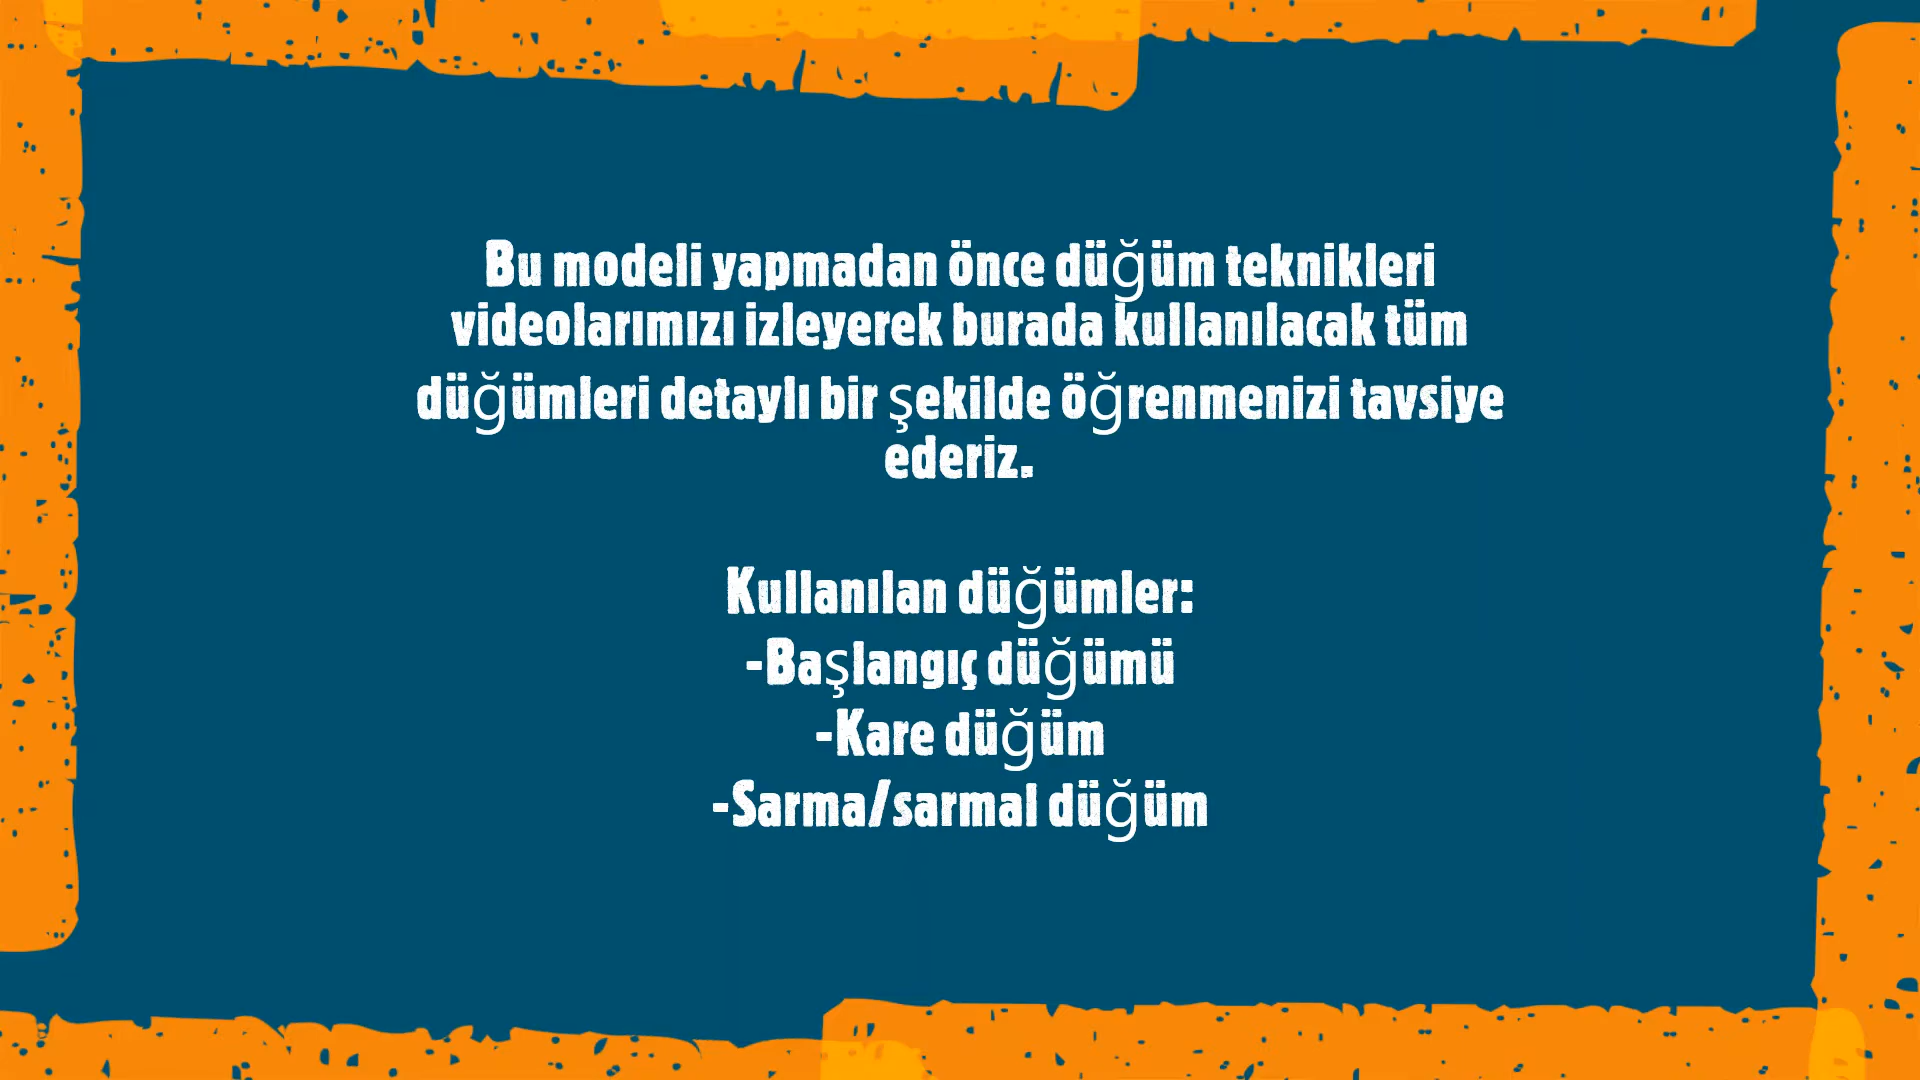 Bu modeli yapmadan önce düğüm teknikleri
videolarımızı izleyerek burada kullanılacak tüm
düğümleri detaylı bir şekilde öğrenmenizi tavsiye
ederiz.
Kullanılan düğümler:
-Başlangıç düğümü
-Kare düğüm
-Sarma/sarmal düğüm